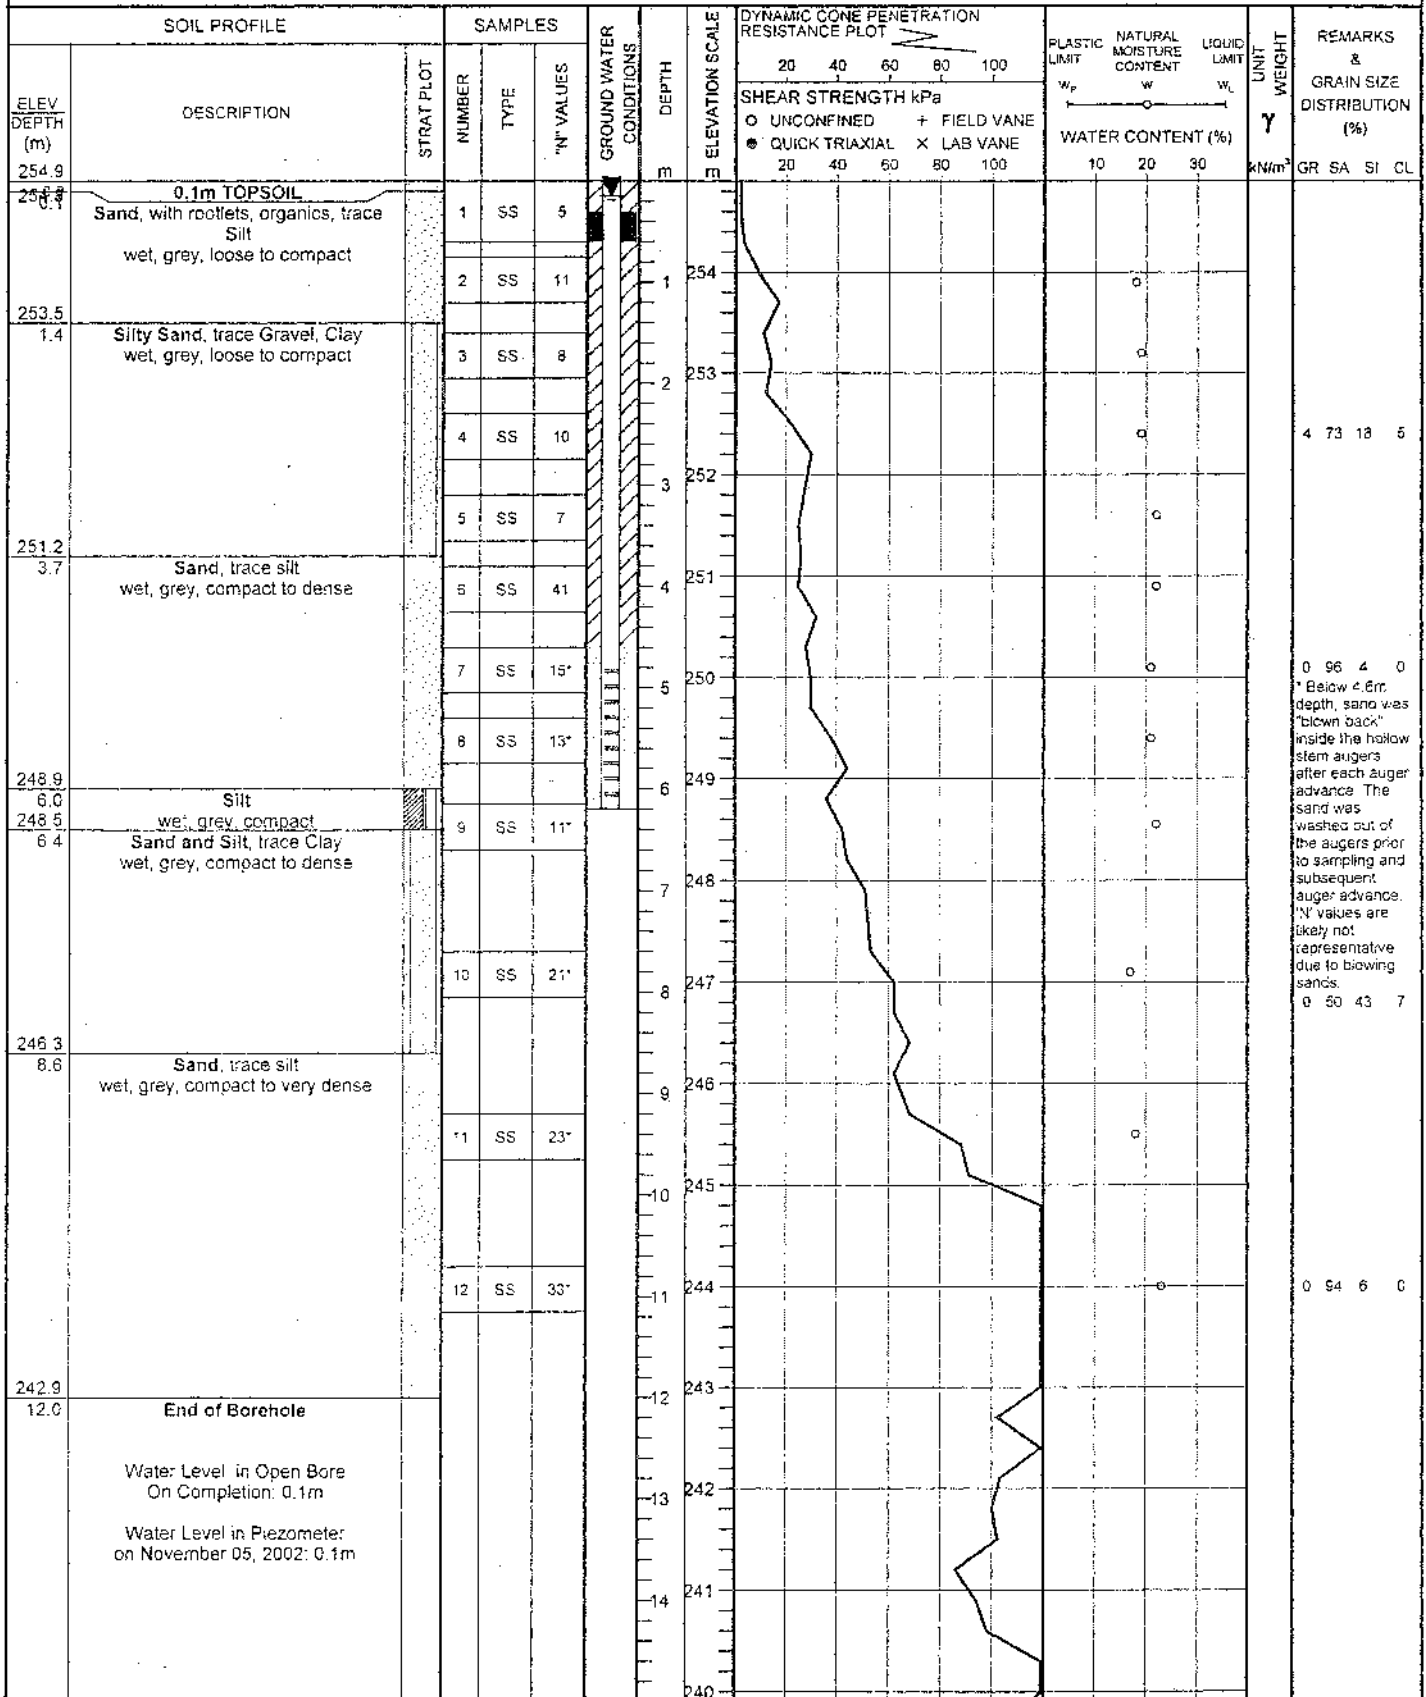 SOIL PROFILE
SAMPLES
GROUND WATER
CONDITIONS
DEPTH
m
ELEVATION SCALE
m
DYNAMIC CONE PENETRATION
RESISTANCE PLOT
20 40 60 80 100
SHEAR STRENGTH kPa
O UNCONFINED + FIELD VANE
● QUICK TRIAXIAL × LAB VANE
20 40 60 80 100
PLASTIC
LIMIT
NATURAL
MOISTURE
CONTENT
LIQUID
LIMIT
WP W WL
WATER CONTENT (%)
10 20 30
UNIT
WEIGHT
γ
kN/m³
REMARKS
&
GRAIN SIZE
DISTRIBUTION
(%)
GR SA SI CL
ELEV
DEPTH
(m)
DESCRIPTION
STRAT PLOT
NUMBER
TYPE
"N" VALUES
254.9
0.1
0.1m TOPSOIL
Sand, with rootlets, organics, trace
Silt
wet, grey, loose to compact
253.5
1.4
Silty Sand, trace Gravel, Clay
wet, grey, loose to compact
251.2
3.7
Sand, trace silt
wet, grey, compact to dense
248.9
6.0
Silt
wet, grey, compact
248.5
6.4
Sand and Silt, trace Clay
wet, grey, compact to dense
246.3
8.6
Sand, trace silt
wet, grey, compact to very dense
242.9
12.0
End of Borehole
Water Level in Open Bore
On Completion: 0.1m
Water Level in Piezometer
on November 05, 2002: 0.1m
1 SS 5
2 SS 11
3 SS 8
4 SS 10
5 SS 7
6 SS 41
7 SS 15*
8 SS 13*
9 SS 11*
10 SS 21*
11 SS 23*
12 SS 33*
1
2
3
4
5
6
7
8
9
10
11
12
13
14
254
253
252
251
250
249
248
247
246
245
244
243
242
241
240
4 73 18 5
0 96 4 0
* Below 4.6m
depth, sand was
"blown back"
inside the hollow
stem augers
after each auger
advance. The
sand was
washed out of
the augers prior
to sampling and
subsequent
auger advance.
'N' values are
likely not
representative
due to blowing
sands.
0 50 43 7
0 94 6 0